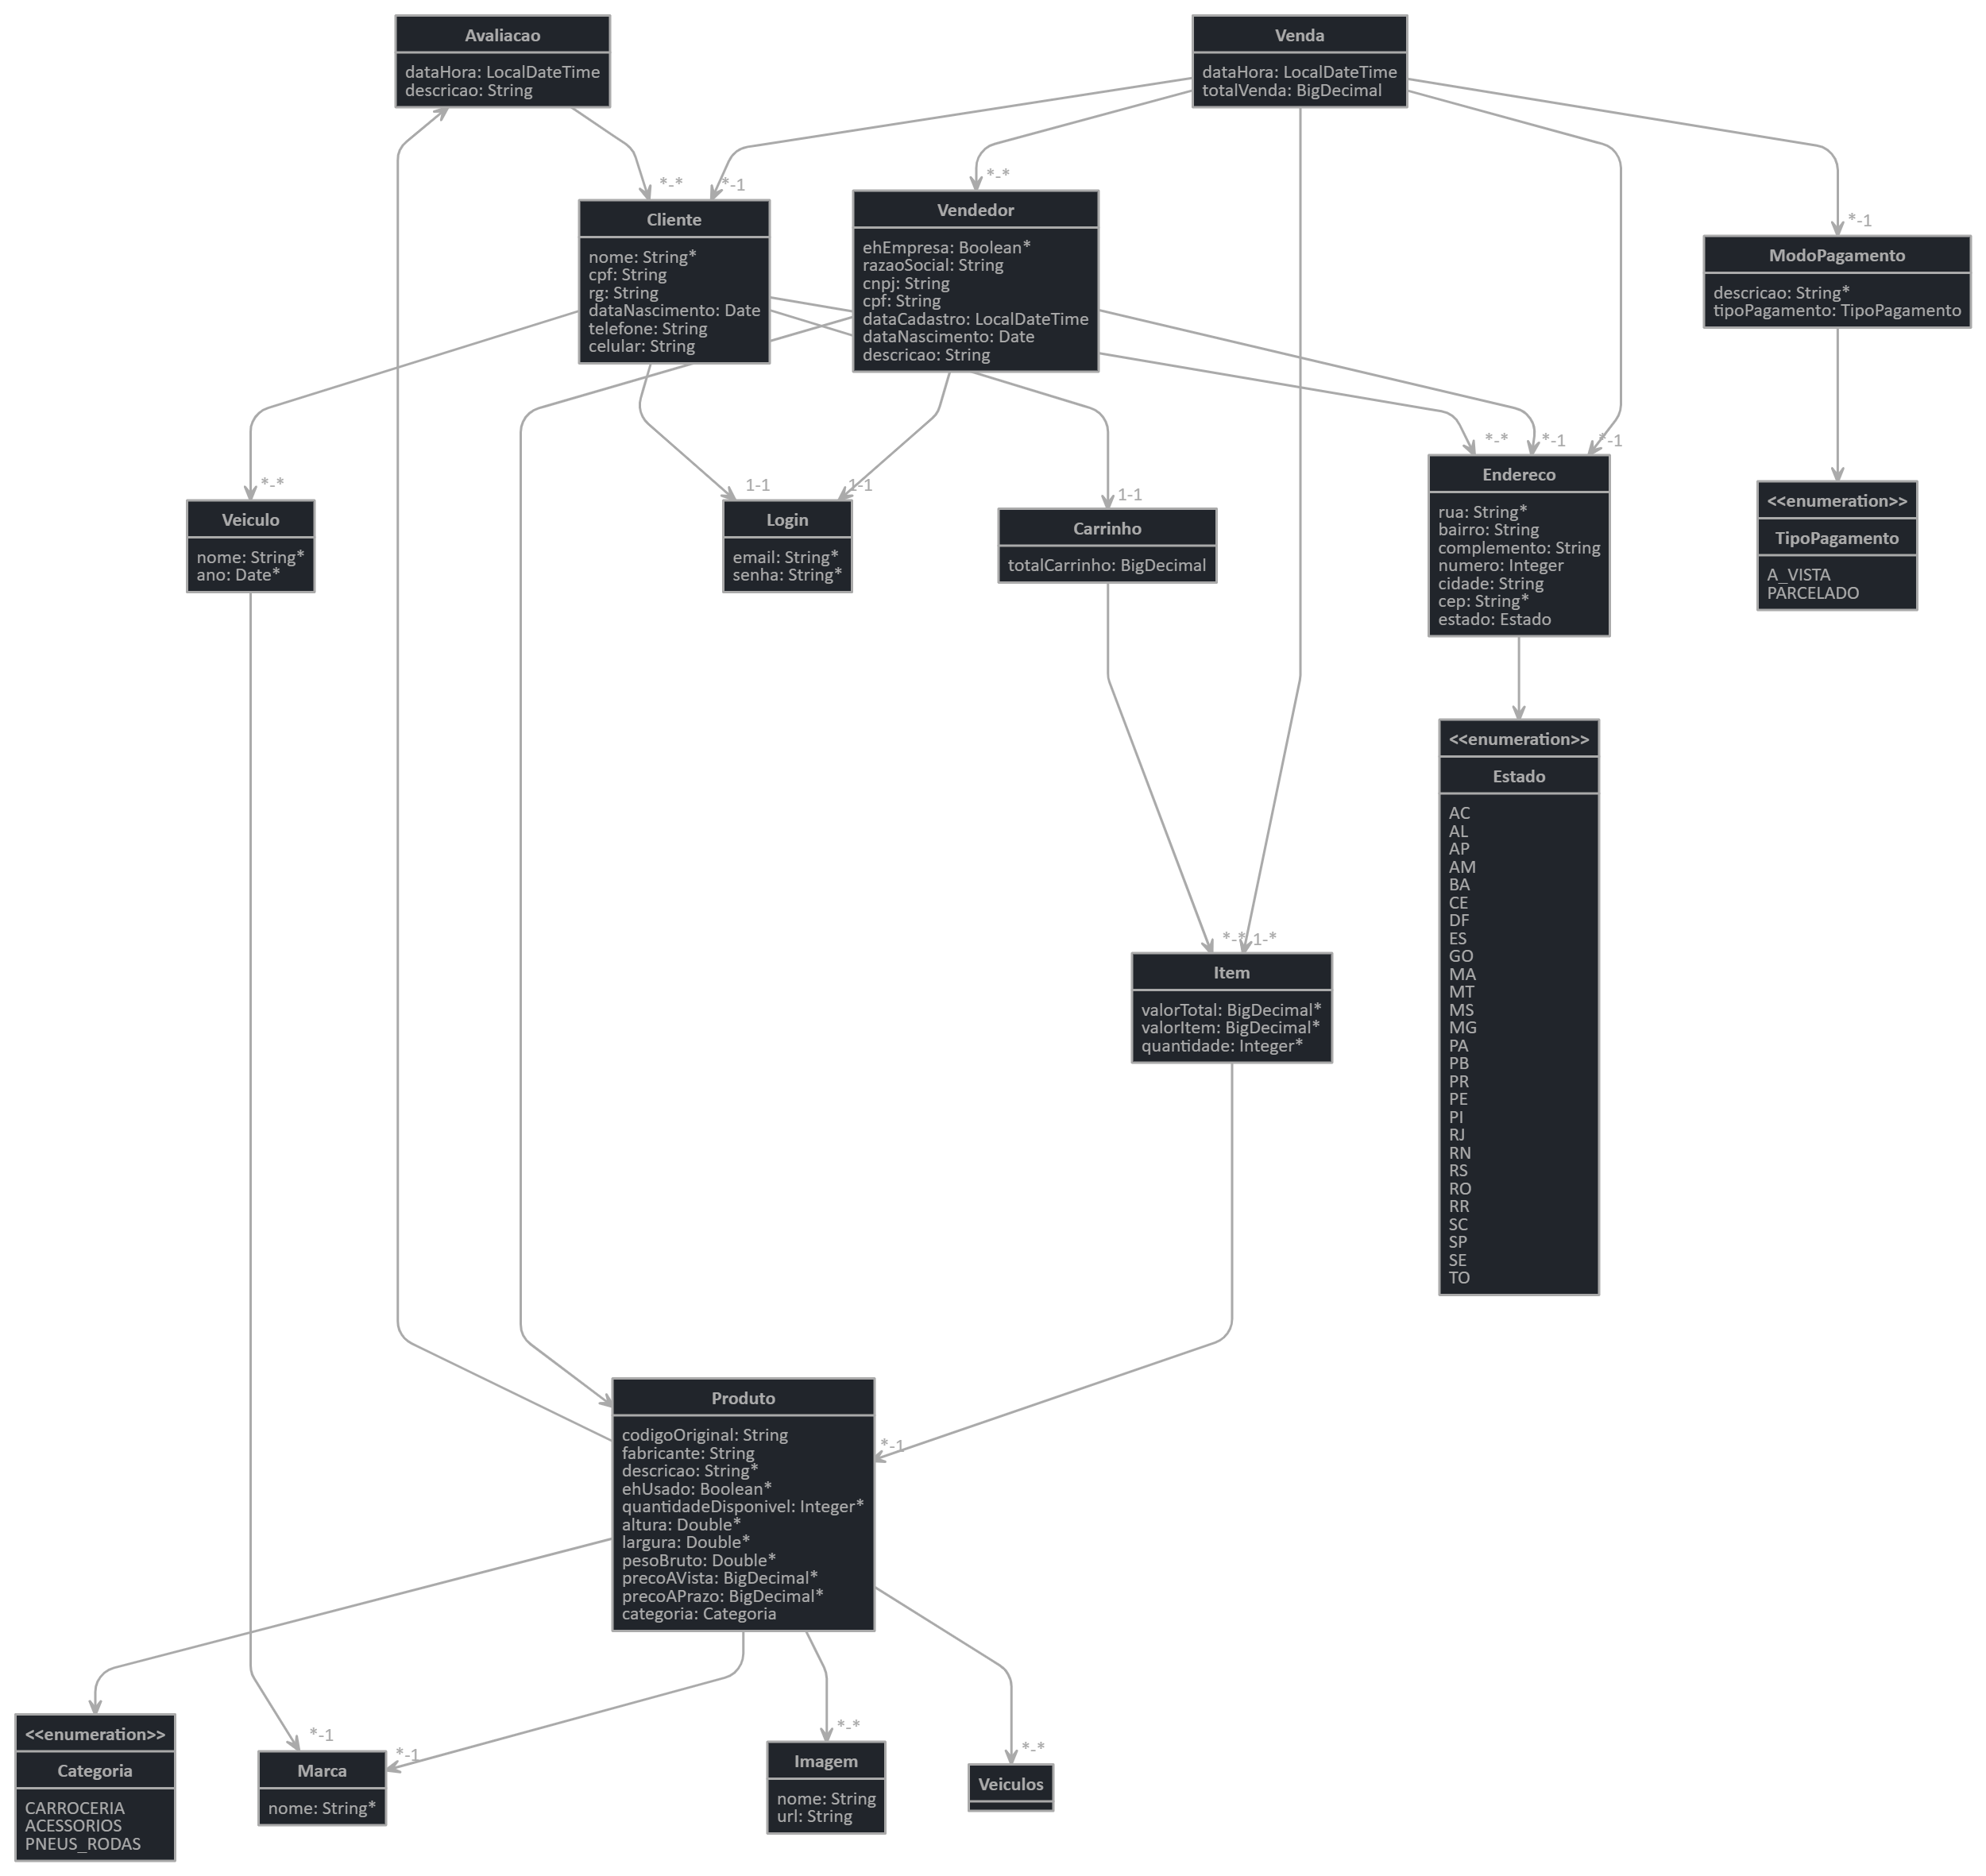 Avaliacao
dataHora: LocalDateTime
descricao: String
Venda
dataHora: LocalDateTime
totalVenda: BigDecimal
*-*
*-1
*-*
*-1
Cliente
nome: String*
cpf: String
rg: String
dataNascimento: Date
telefone: String
celular: String
Vendedor
ehEmpresa: Boolean*
razaoSocial: String
cnpj: String
cpf: String
dataCadastro: LocalDateTime
dataNascimento: Date
descricao: String
ModoPagamento
descricao: String*
tipoPagamento: TipoPagamento
*-*
1-1
1-1
1-1
*-*
*-1
*-1
Veiculo
nome: String*
ano: Date*
Login
email: String*
senha: String*
Carrinho
totalCarrinho: BigDecimal
Endereco
rua: String*
bairro: String
complemento: String
numero: Integer
cidade: String
cep: String*
estado: Estado
<<enumeration>>
TipoPagamento
A_VISTA
PARCELADO
<<enumeration>>
Estado
AC
AL
AP
AM
BA
CE
DF
ES
GO
MA
MT
MS
MG
PA
PB
PR
PE
PI
RJ
RN
RS
RO
RR
SC
SP
SE
TO
*-*
1-*
Item
valorTotal: BigDecimal*
valorItem: BigDecimal*
quantidade: Integer*
Produto
codigoOriginal: String
fabricante: String
descricao: String*
ehUsado: Boolean*
quantidadeDisponivel: Integer*
altura: Double*
largura: Double*
pesoBruto: Double*
precoAVista: BigDecimal*
precoAPrazo: BigDecimal*
categoria: Categoria
*-1
<<enumeration>>
Categoria
CARROCERIA
ACESSORIOS
PNEUS_RODAS
*-1
*-1
Marca
nome: String*
*-*
Imagem
nome: String
url: String
*-*
Veiculos